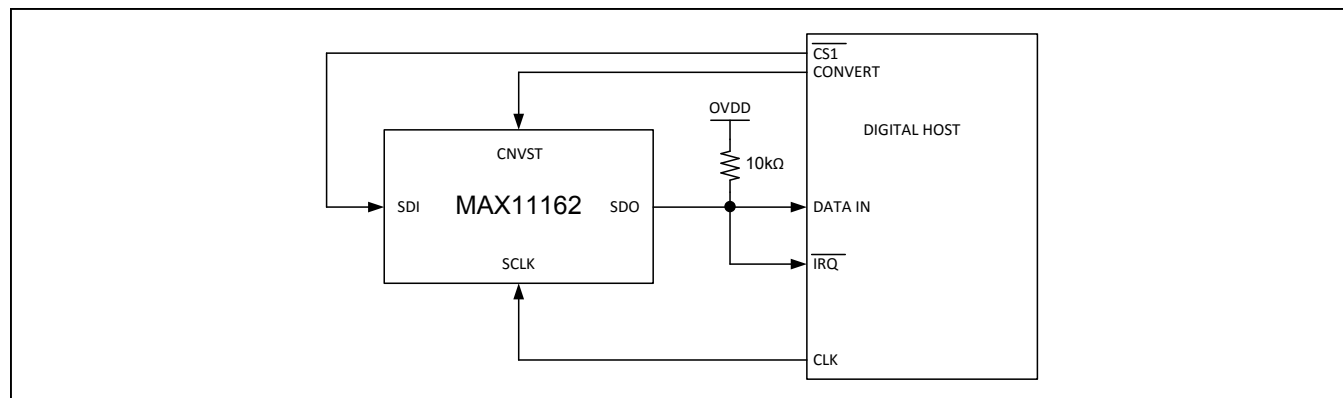 CS1
CONVERT
OVDD
DIGITAL HOST
CNVST
10kΩ
SDI
MAX11162
SDO
DATA IN
SCLK
IRQ
CLK